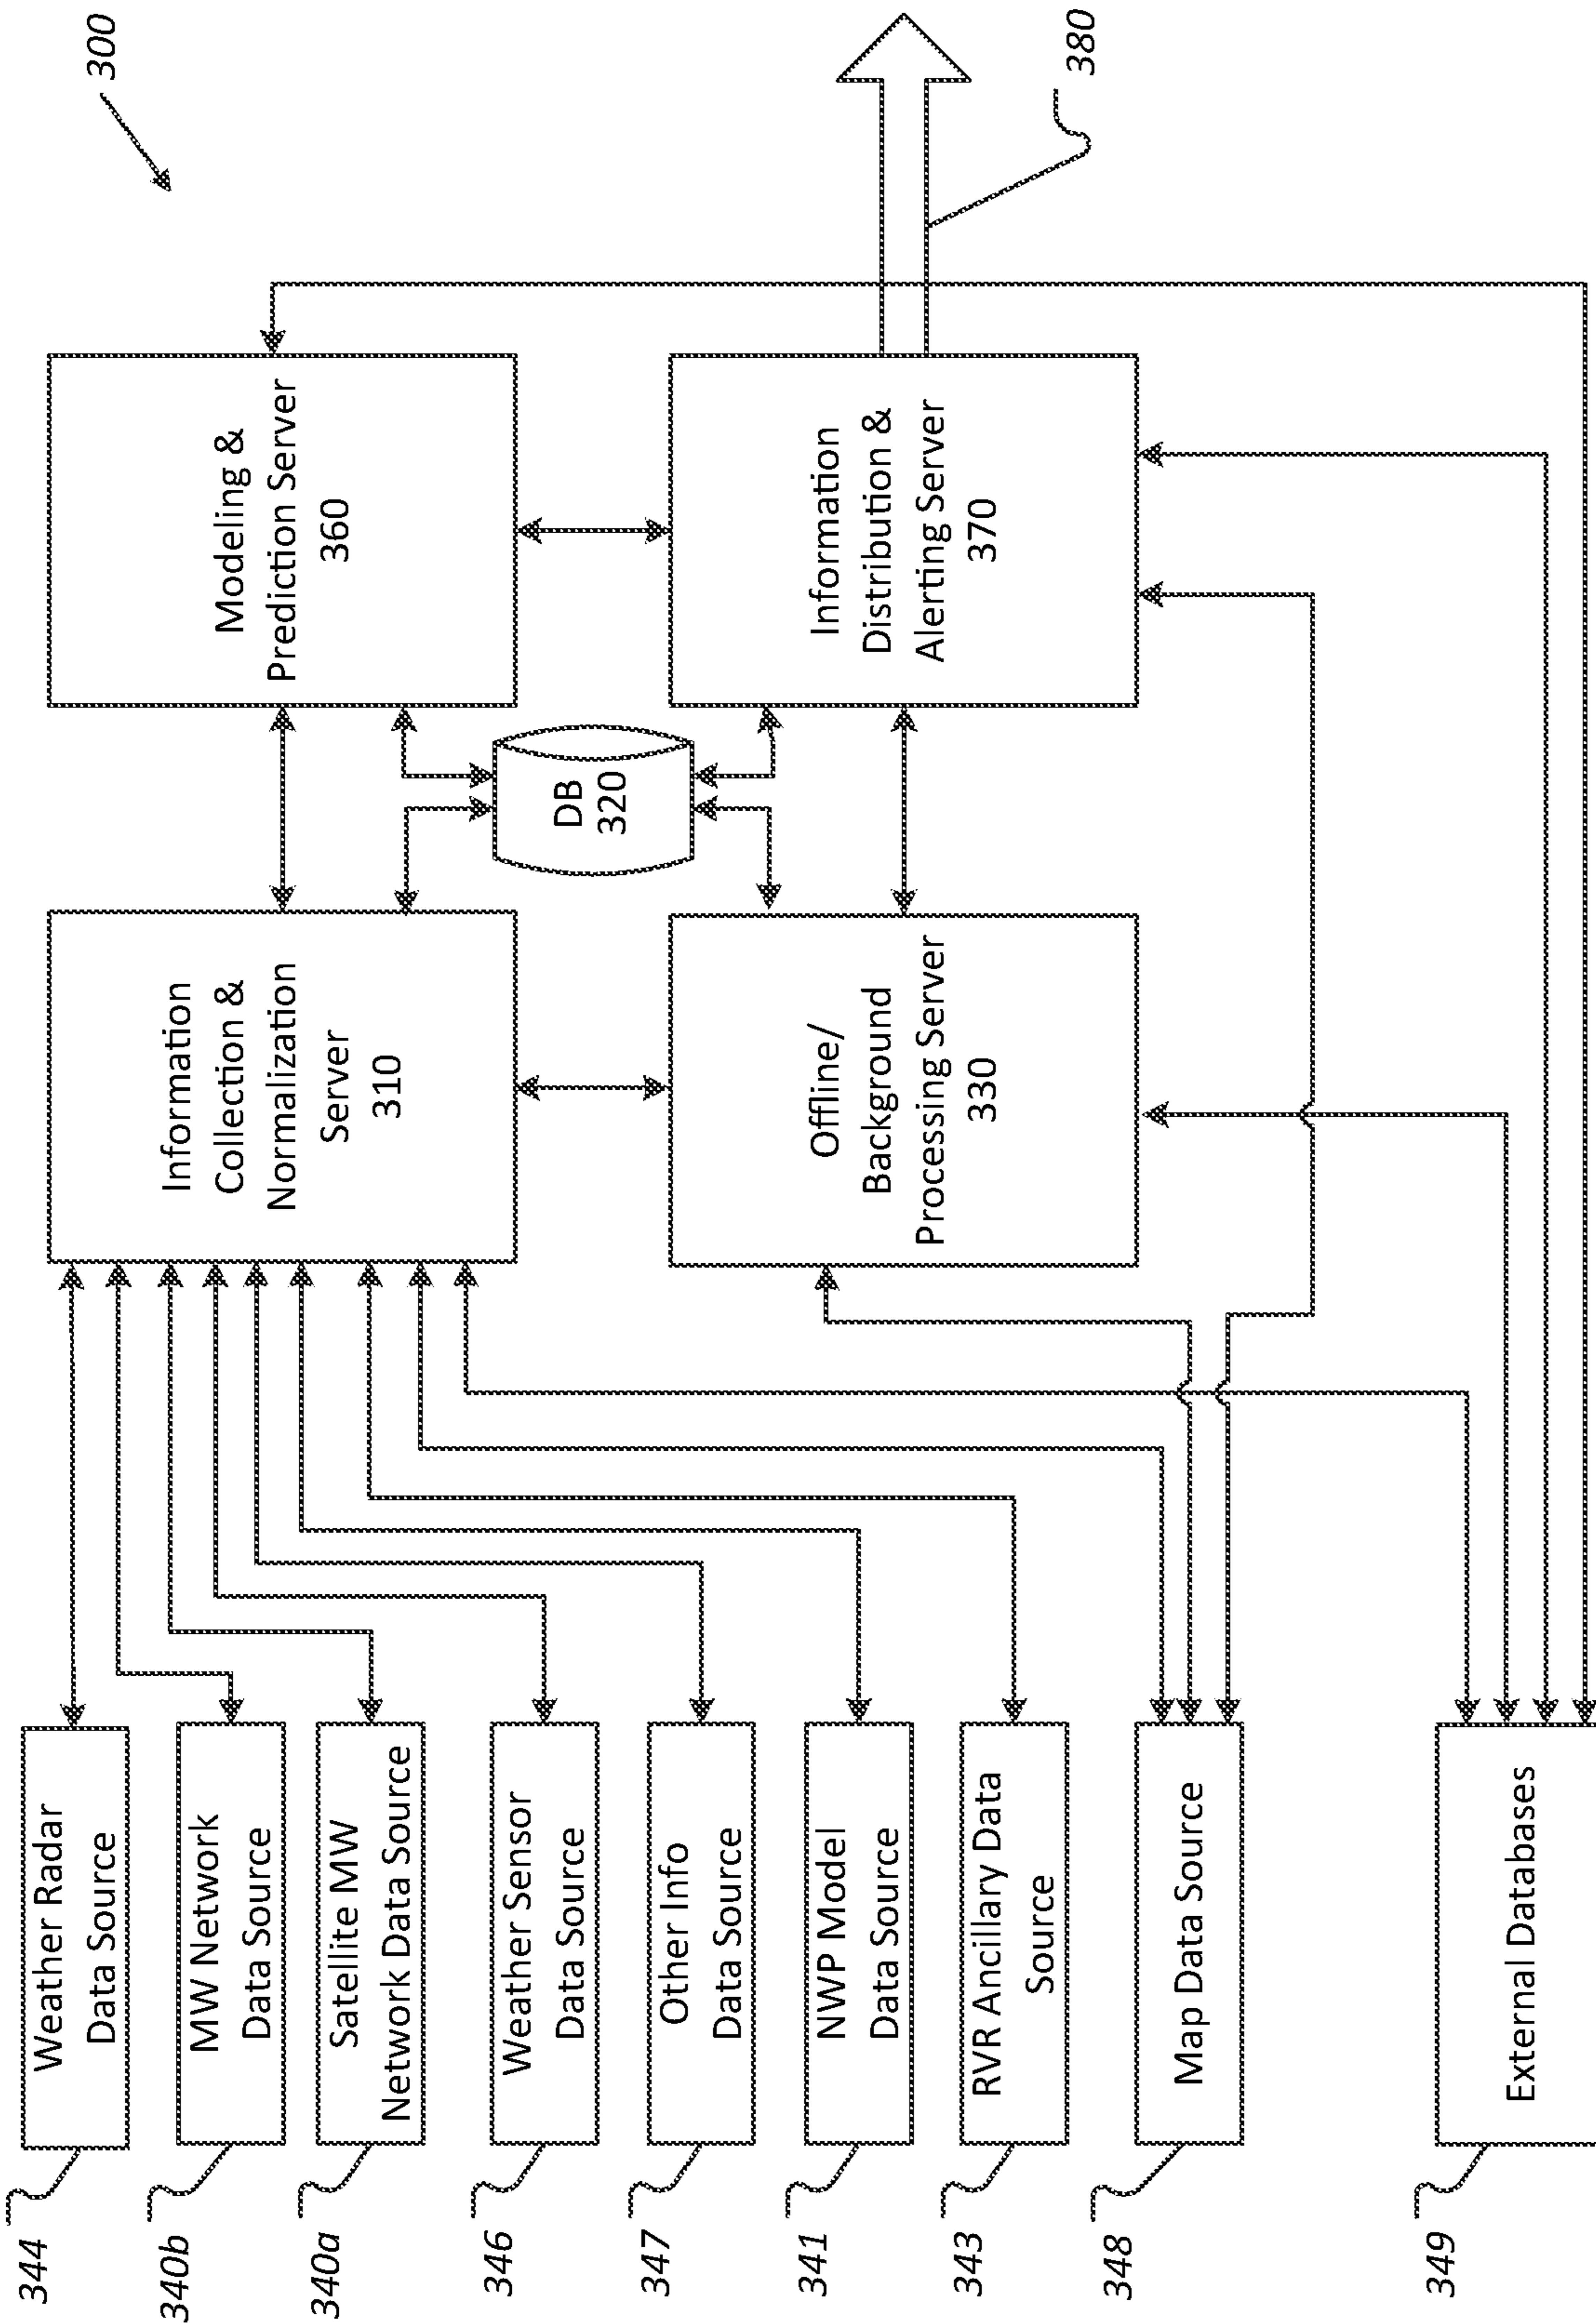 300
344
Weather Radar
Data Source
340b
MW Network
Data Source
340a
Satellite MW
Network Data Source
346
Weather Sensor
Data Source
347
Other Info
Data Source
341
NWP Model
Data Source
343
RVR Ancillary Data
Source
348
Map Data Source
349
External Databases
Information
Collection &
Normalization
Server
310
Modeling &
Prediction Server
360
DB
320
Offline/
Background
Processing Server
330
Information
Distribution &
Alerting Server
370
380